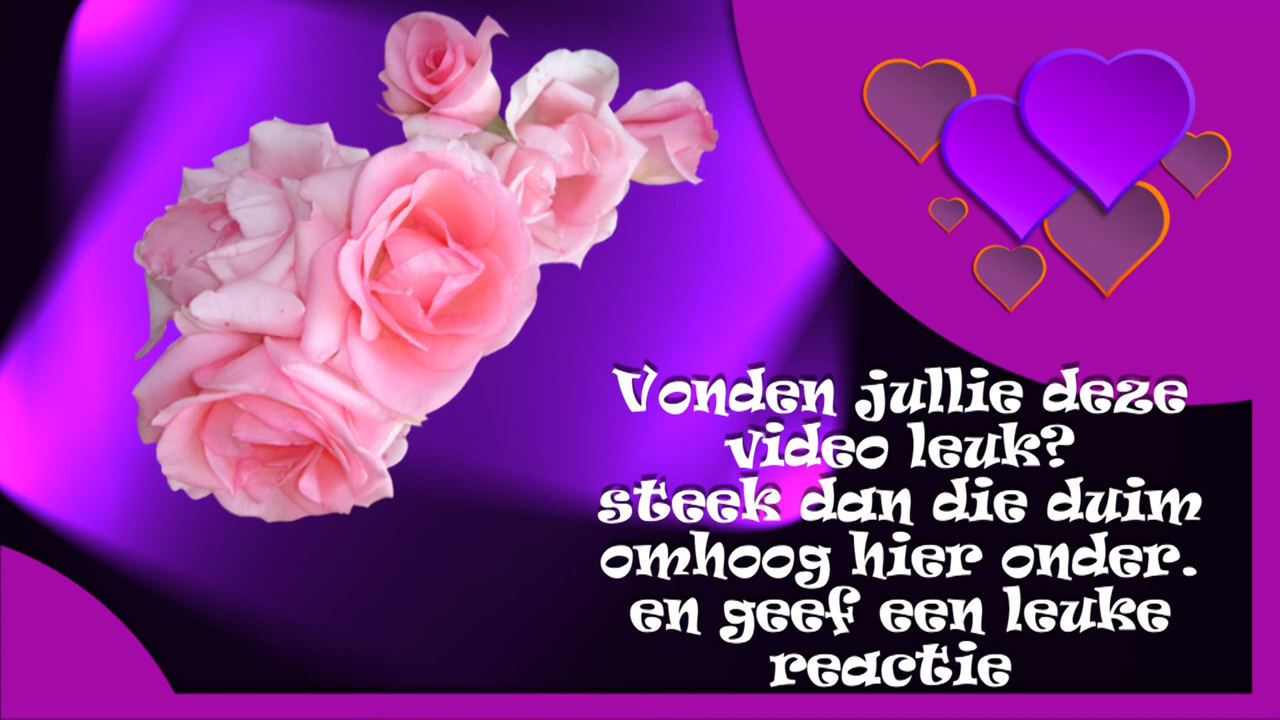 Vonden jullie deze
video leuk?
steek dan die duim
omhoog hier onder.
en geef een leuke
reactie